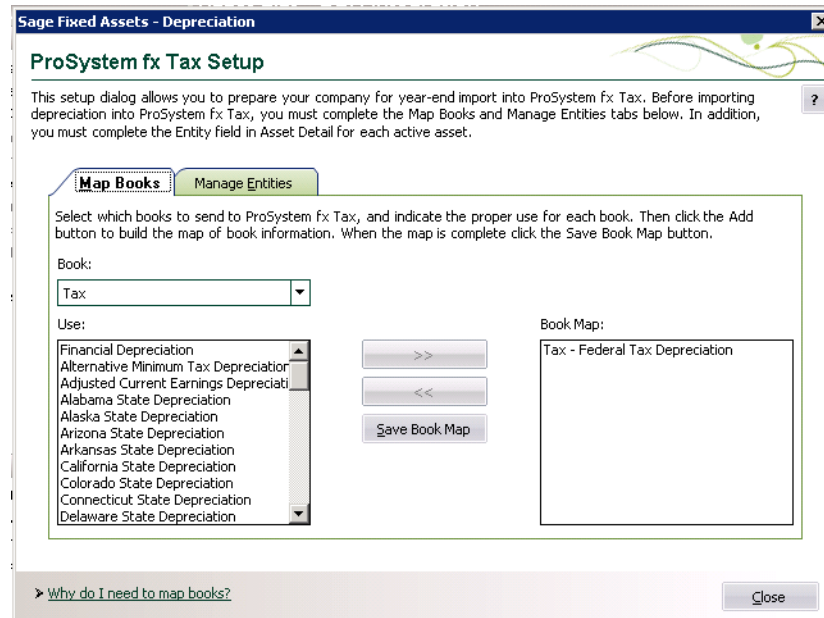 Sage Fixed Assets - Depreciation
ProSystem fx Tax Setup
This setup dialog allows you to prepare your company for year-end import into ProSystem fx Tax. Before importing
depreciation into ProSystem fx Tax, you must complete the Map Books and Manage Entities tabs below. In addition,
you must complete the Entity field in Asset Detail for each active asset.
?
Map Books
Manage Entities
Select which books to send to ProSystem fx Tax, and indicate the proper use for each book. Then click the Add
button to build the map of book information. When the map is complete click the Save Book Map button.
Book:
Tax
Use:
Financial Depreciation
Alternative Minimum Tax Depreciation
Adjusted Current Earnings Depreciati
Alabama State Depreciation
Alaska State Depreciation
Arizona State Depreciation
Arkansas State Depreciation
California State Depreciation
Colorado State Depreciation
Connecticut State Depreciation
Delaware State Depreciation
>>
<<
Save Book Map
Book Map:
Tax - Federal Tax Depreciation
Why do I need to map books?
Close